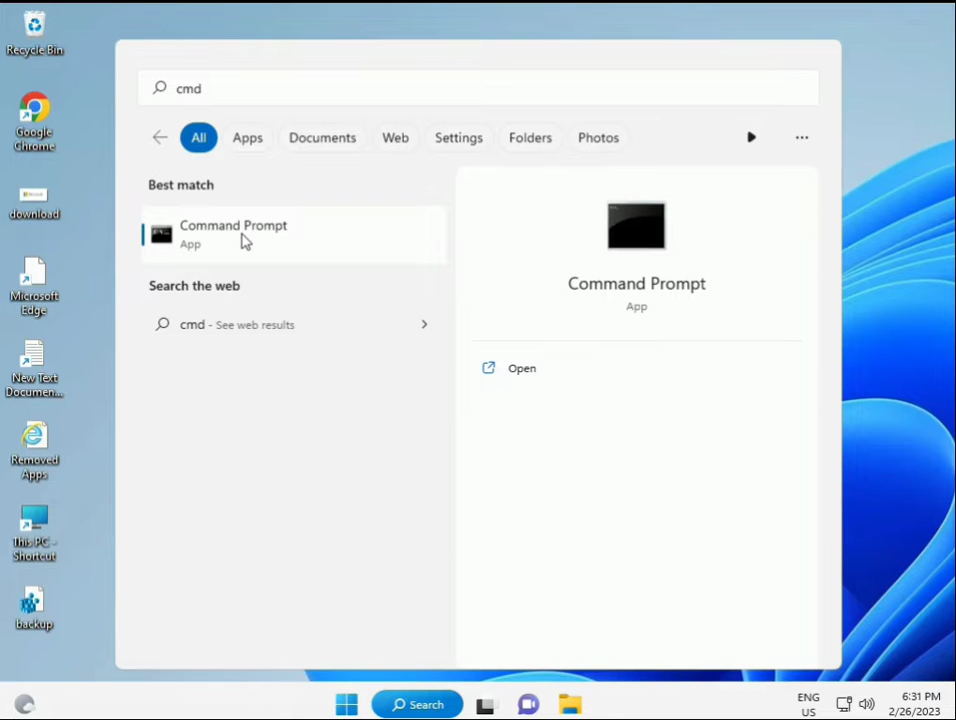 Recycle Bin
Google
Chrome
download
Microsoft
Edge
New Text
Documen...
Removed
Apps
This PC -
Shortcut
backup
cmd
All
Apps
Documents
Web
Settings
Folders
Photos
Best match
Command Prompt
App
Search the web
cmd - See web results
Command Prompt
App
Open
Search
ENG
US
6:31 PM
2/26/2023